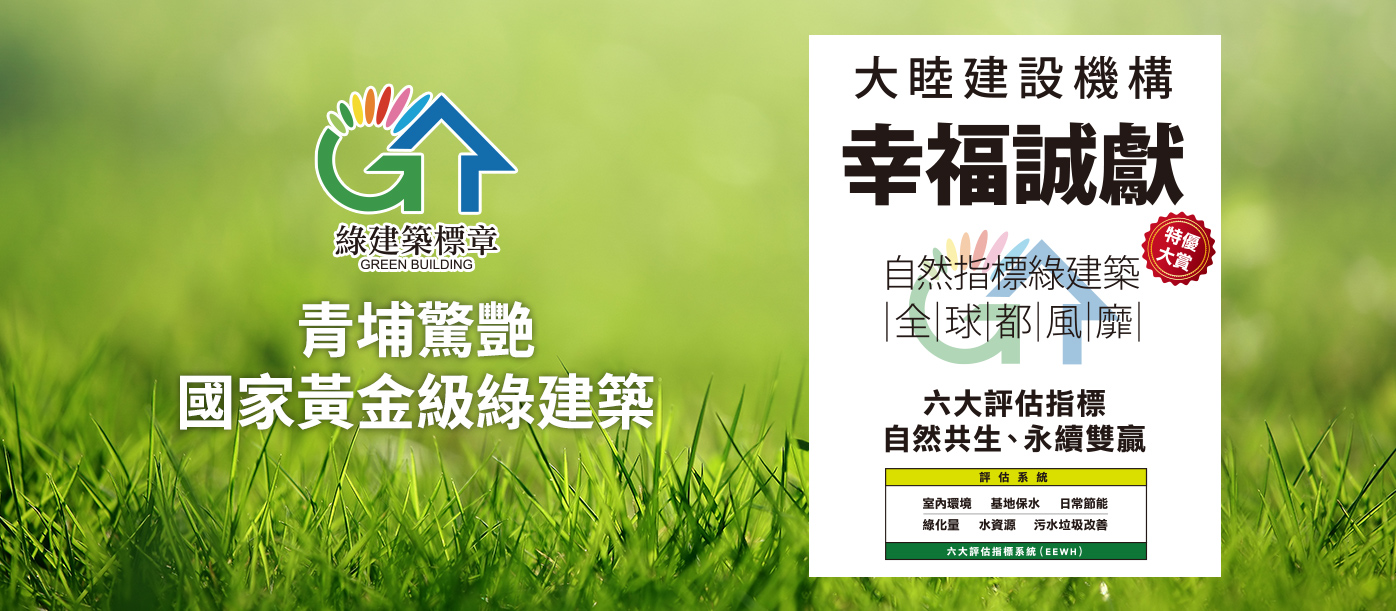 綠建築標章
GREEN BUILDING
青埔驚艷
國家黃金級綠建築
大睦建設機構
幸福誠獻
特優
大賞
自然指標綠建築
|全|球|都|風|靡|
六大評估指標
自然共生、永續雙贏
評估系統
室內環境 基地保水 日常節能
綠化量 水資源 污水垃圾改善
六大評估指標系統(EEWH)